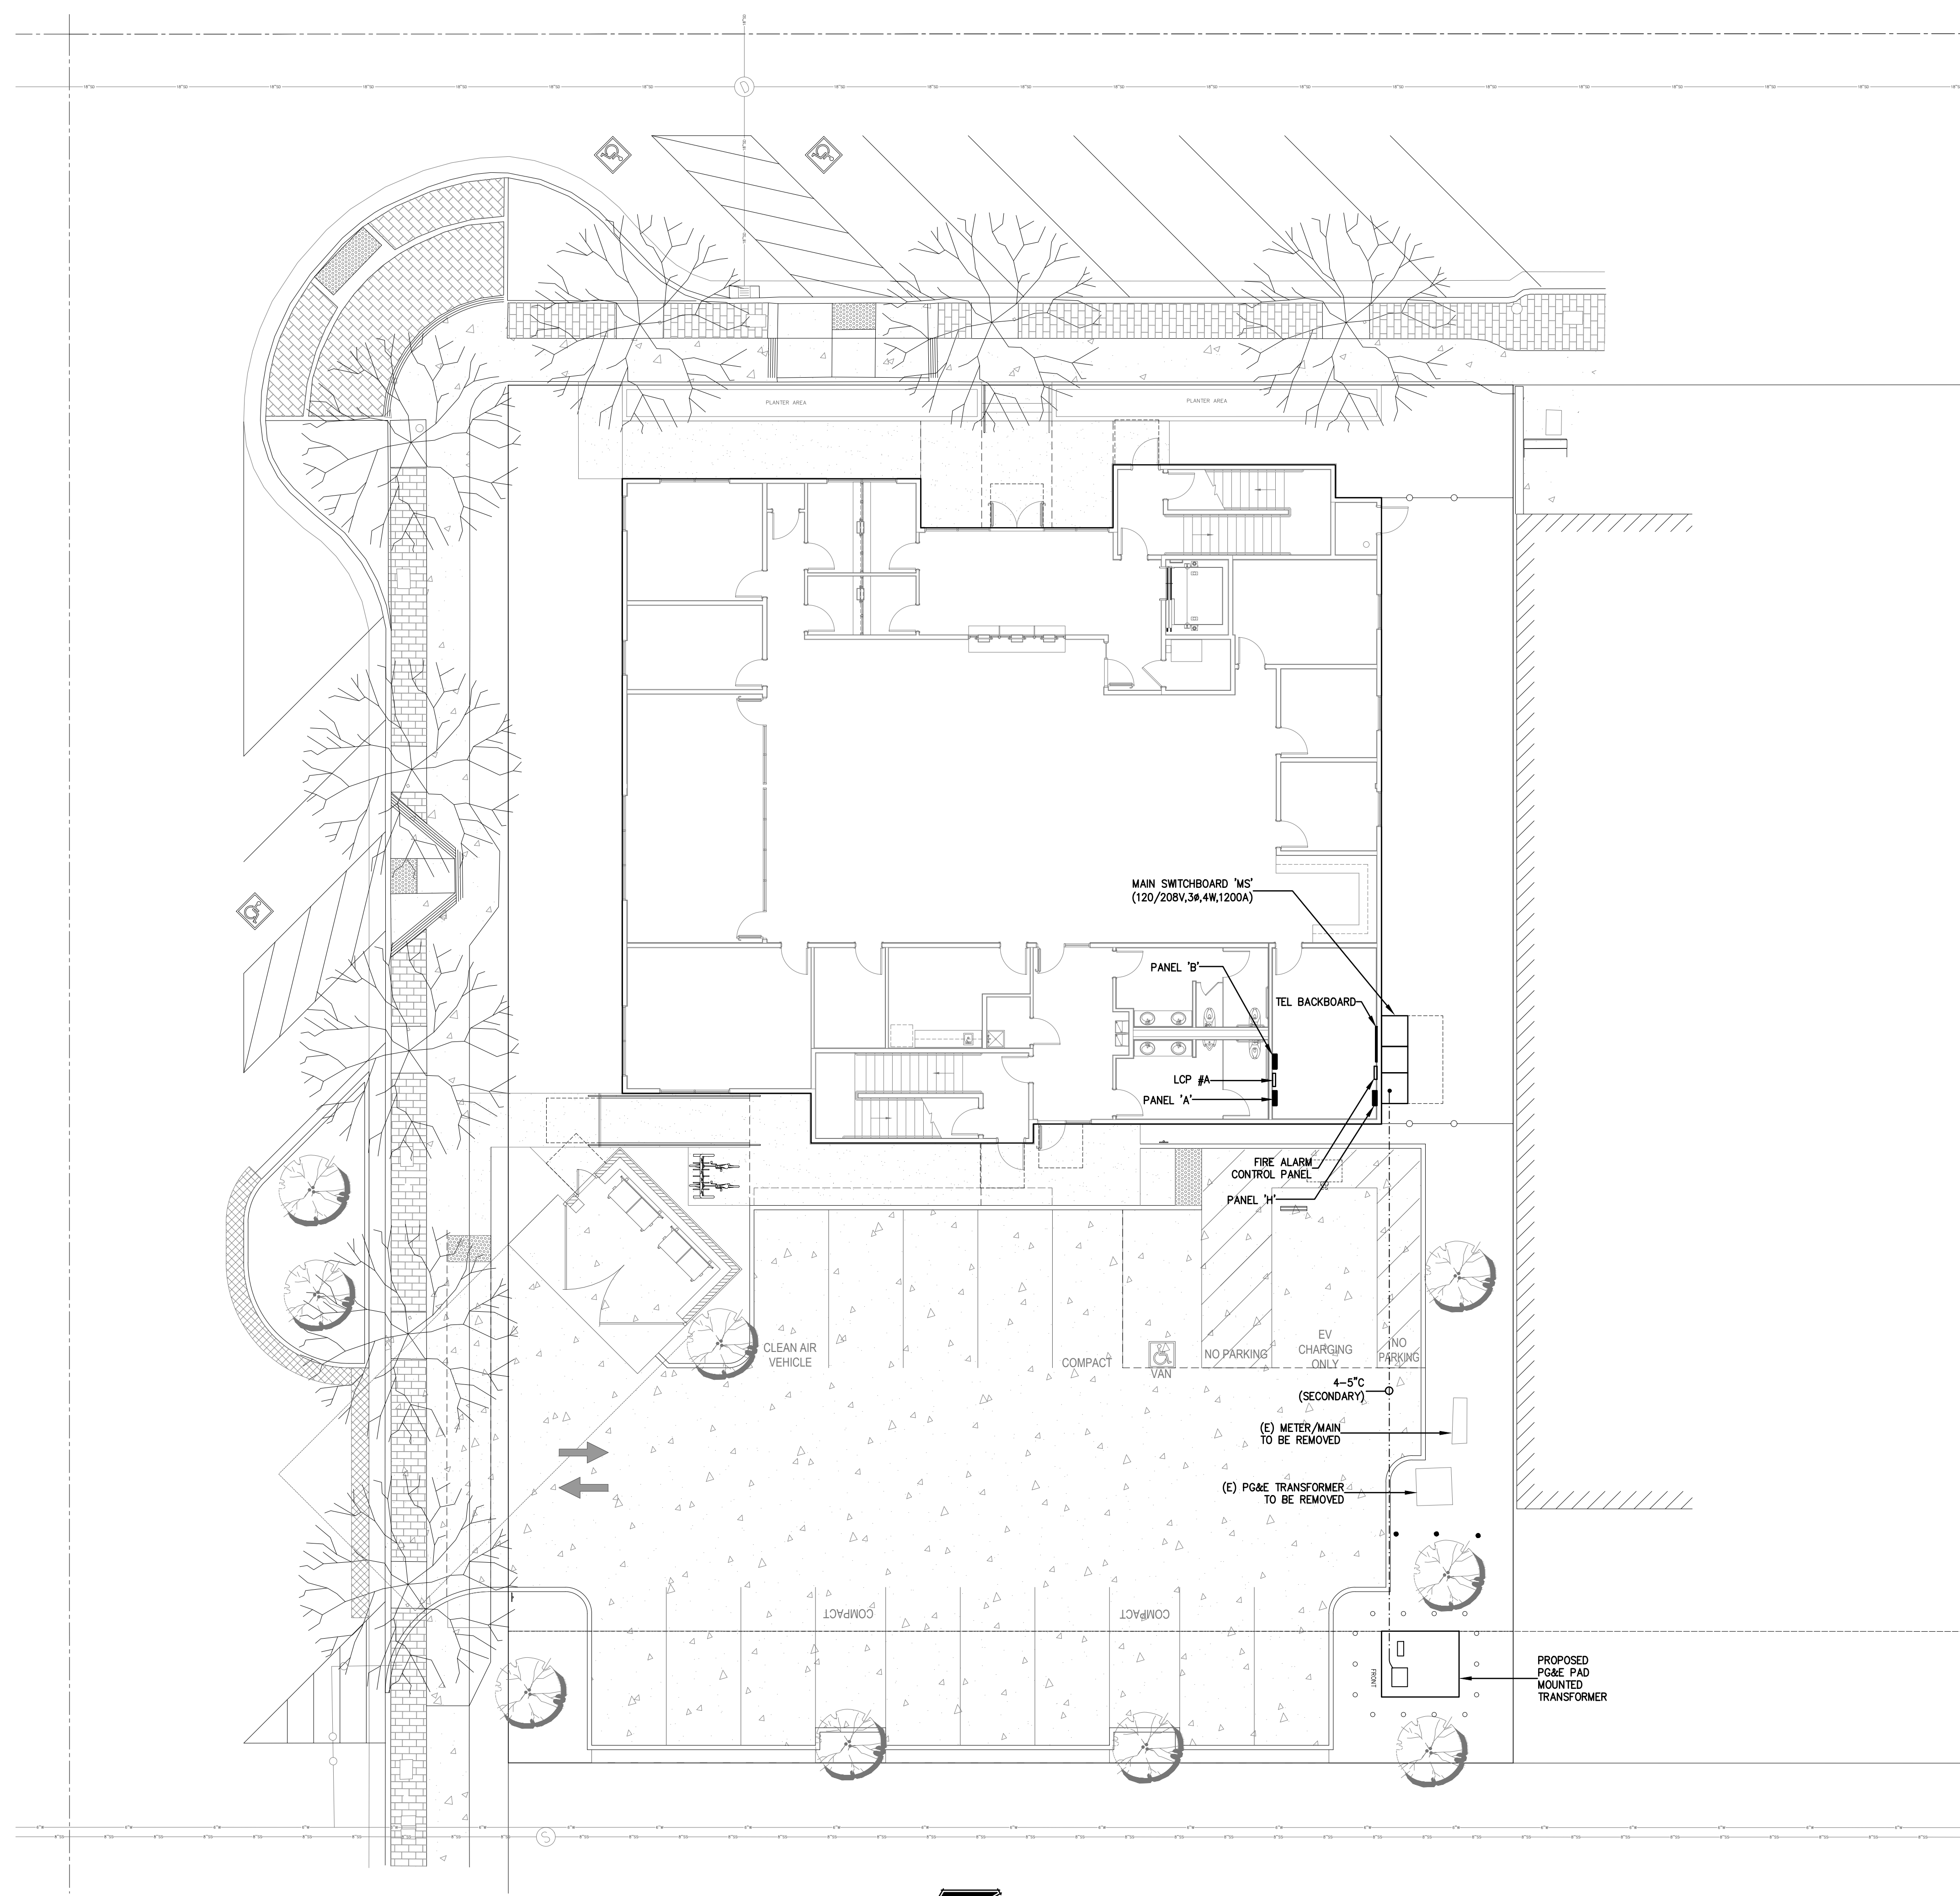 D
PLANTER AREA
PLANTER AREA
MAIN SWITCHBOARD 'MS'
(120/208V,3ø,4W,1200A)
PANEL 'B'
TEL BACKBOARD
LCP #A
PANEL 'A'
FIRE ALARM
CONTROL PANEL
PANEL 'H'
CLEAN AIR
VEHICLE
COMPACT
VAN
NO PARKING
EV
CHARGING
ONLY
NO
PARKING
4-5"C
(SECONDARY)
(E) METER/MAIN
TO BE REMOVED
(E) PG&E TRANSFORMER
TO BE REMOVED
COMPACT
COMPACT
FRONT
PROPOSED
PG&E PAD
MOUNTED
TRANSFORMER
S